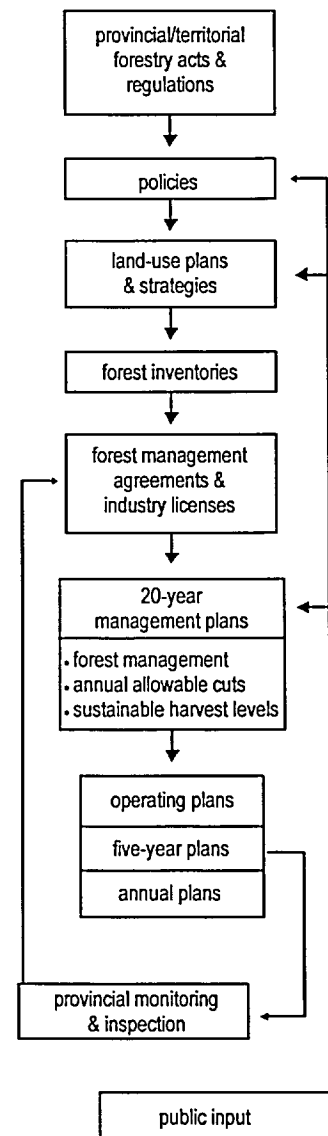 provincial/territorial
forestry acts &
regulations
policies
land-use plans
& strategies
forest inventories
forest management
agreements &
industry licenses
20-year
management plans
• forest management
• annual allowable cuts
• sustainable harvest levels
operating plans
five-year plans
annual plans
provincial monitoring
& inspection
public input